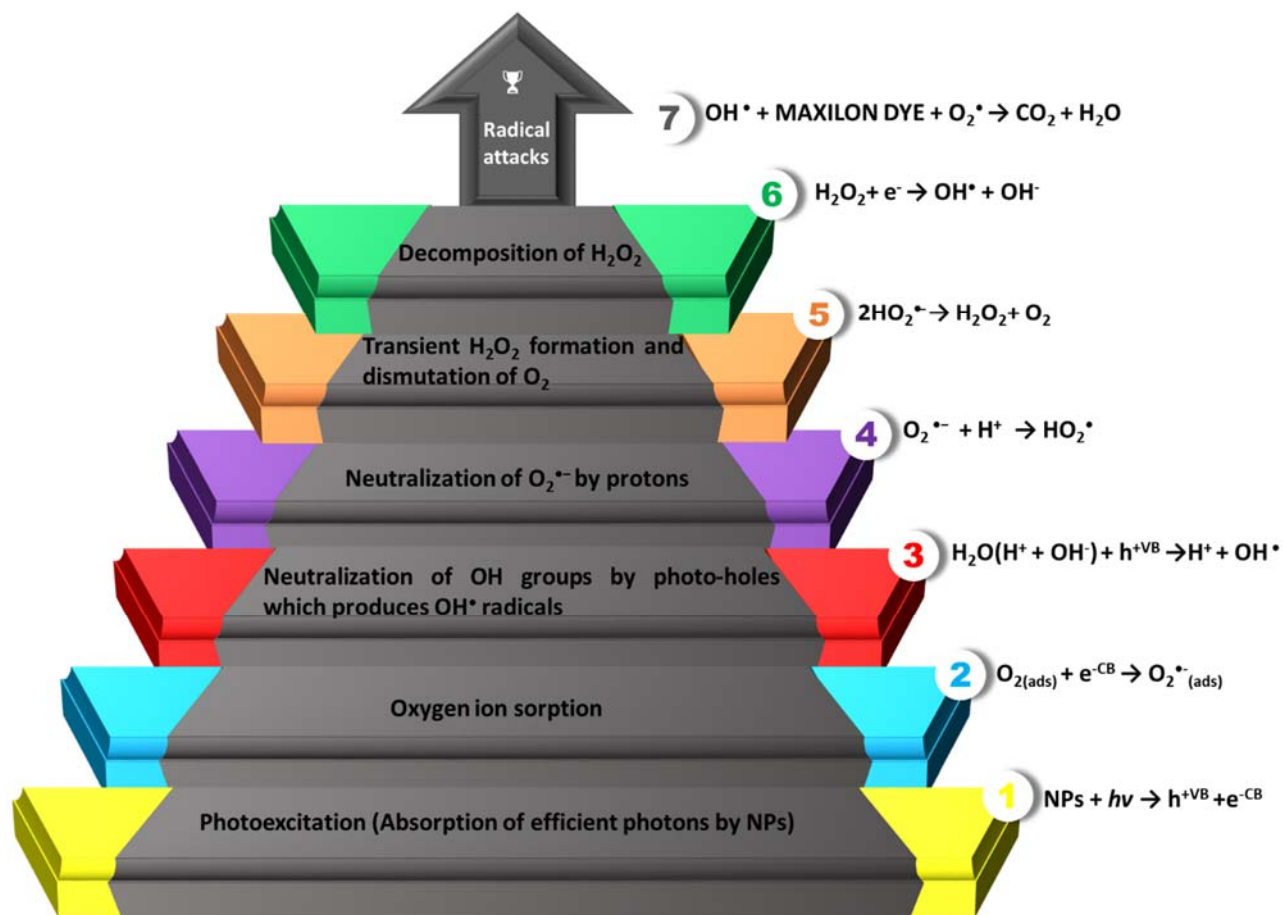 7 OH• + MAXILON DYE + O₂• → CO₂ + H₂O
Radical
attacks
6 H₂O₂+ e⁻ → OH• + OH⁻
Decomposition of H₂O₂
5 2HO₂•⁻→ H₂O₂+ O₂
Transient H₂O₂ formation and
dismutation of O₂
4 O₂•⁻ + H⁺ → HO₂•
Neutralization of O₂•⁻ by protons
3 H₂O(H⁺ + OH⁻) + h⁺ⱽᴮ →H⁺ + OH•
Neutralization of OH groups by photo-holes
which produces OH• radicals
2 O₂(ads) + e⁻ᶜᴮ → O₂•⁻(ads)
Oxygen ion sorption
1 NPs + hv → h⁺ⱽᴮ +e⁻ᶜᴮ
Photoexcitation (Absorption of efficient photons by NPs)